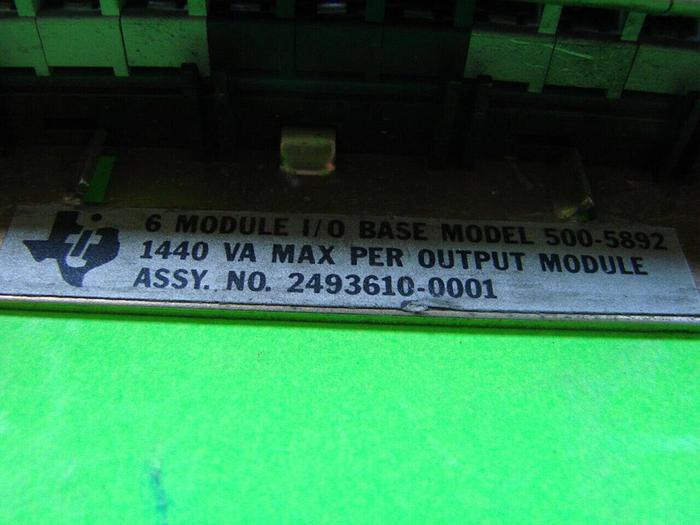 6 MODULE I/O BASE MODEL 500-5892
1440 VA MAX PER OUTPUT MODULE
ASSY. NO. 2493610-0001